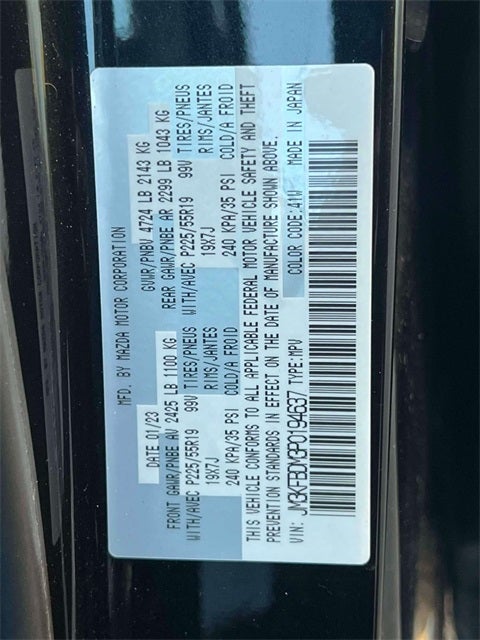 MFD. BY MAZDA MOTOR CORPORATION
DATE 01/23 GVWR/PNBV 4724 LB 2143 KG
FRONT GAWR/PNBE AV 2425 LB 1100 KG REAR GAWR/PNBE AR 2299 LB 1043 KG
WITH/AVEC P225/55R19 99V TIRES/PNEUS WITH/AVEC P225/55R19 99V TIRES/PNEUS
19X7J RIMS/JANTES 19X7J RIMS/JANTES
240 KPA/35 PSI COLD/A FROID 240 KPA/35 PSI COLD/A FROID
THIS VEHICLE CONFORMS TO ALL APPLICABLE FEDERAL MOTOR VEHICLE SAFETY AND THEFT
PREVENTION STANDARDS IN EFFECT ON THE DATE OF MANUFACTURE SHOWN ABOVE.
VIN: JM3KFBDM3P0194637 TYPE:MPV COLOR CODE:41W MADE IN JAPAN